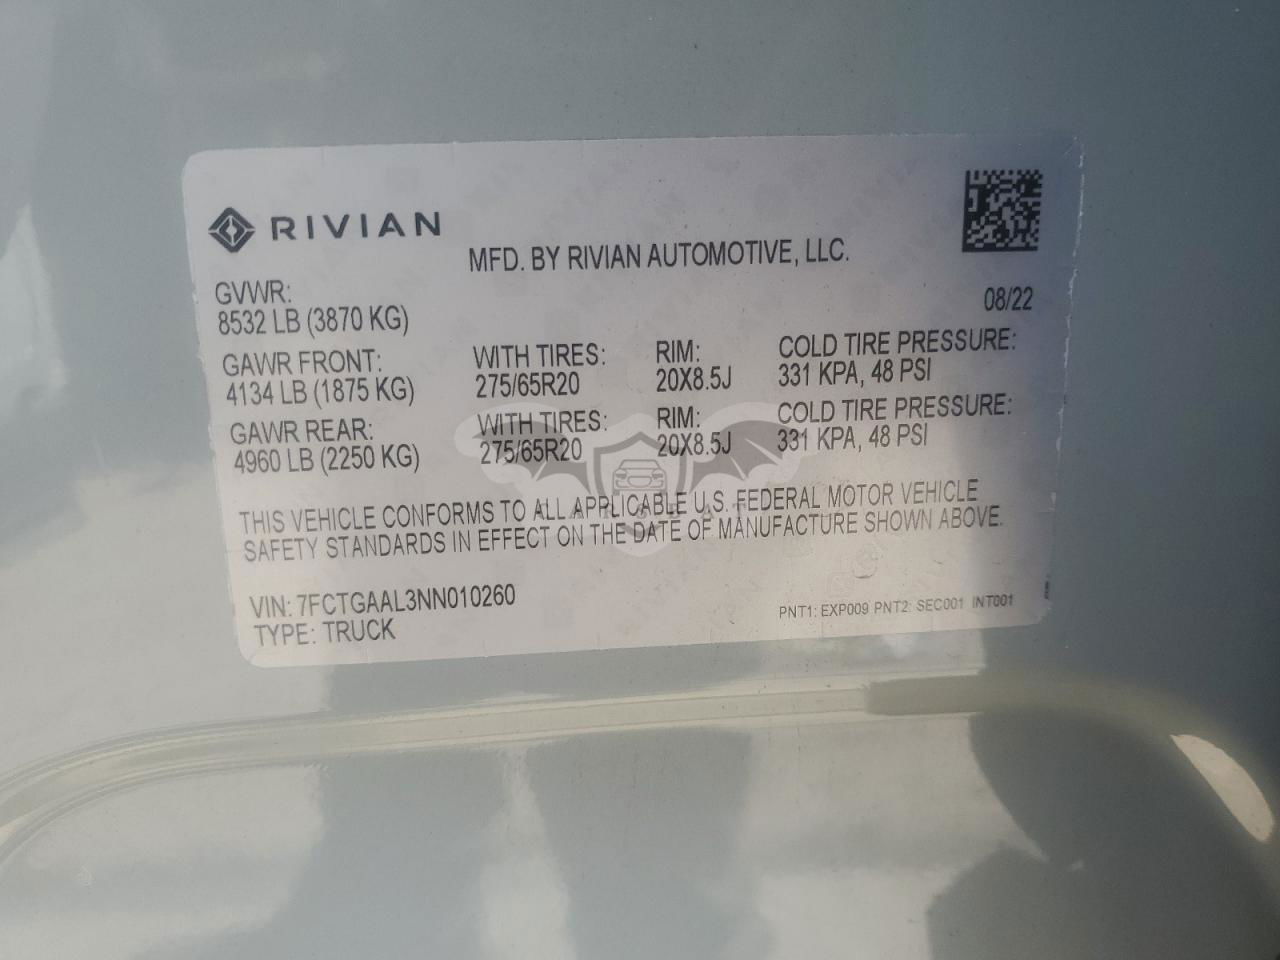 RIVIAN
MFD. BY RIVIAN AUTOMOTIVE, LLC.
GVWR:
8532 LB (3870 KG)
08/22
GAWR FRONT: WITH TIRES: RIM: COLD TIRE PRESSURE:
4134 LB (1875 KG) 275/65R20 20X8.5J 331 KPA, 48 PSI
GAWR REAR: WITH TIRES: RIM: COLD TIRE PRESSURE:
4960 LB (2250 KG) 275/65R20 20X8.5J 331 KPA, 48 PSI
THIS VEHICLE CONFORMS TO ALL APPLICABLE U.S. FEDERAL MOTOR VEHICLE
SAFETY STANDARDS IN EFFECT ON THE DATE OF MANUFACTURE SHOWN ABOVE.
VIN: 7FCTGAAL3NN010260
TYPE: TRUCK
PNT1: EXP009 PNT2: SEC001 INT001